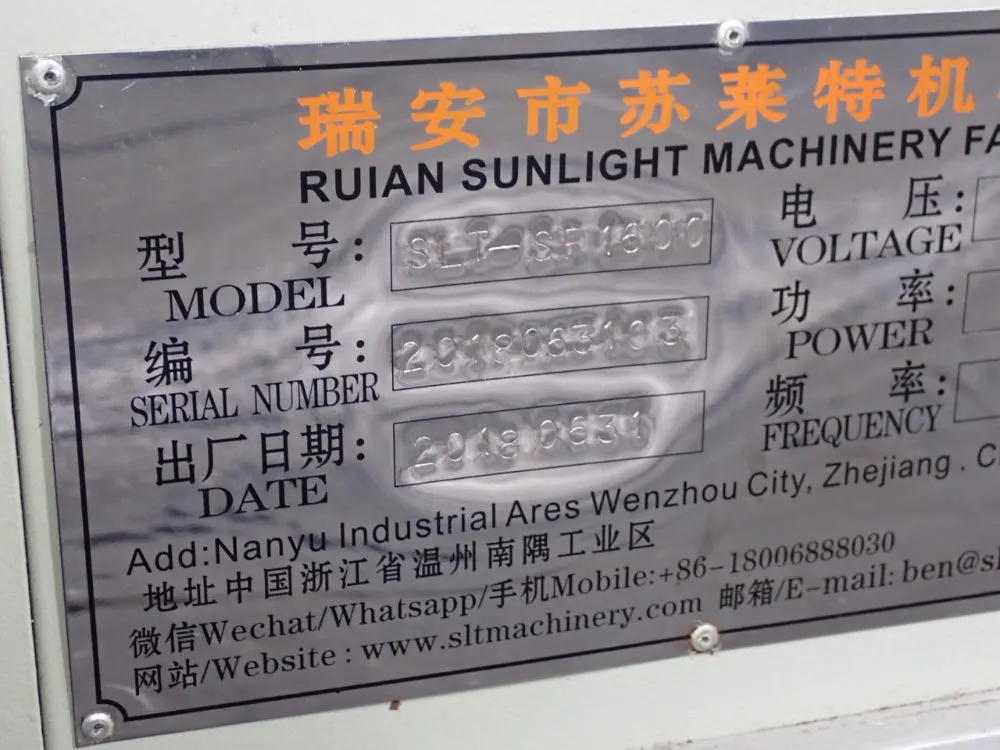 瑞安市苏莱特机
RUIAN SUNLIGHT MACHINERY
型 号: SLT-SR1600
MODEL
编 号: 2018063103
SERIAL NUMBER
出厂日期: 20180631
DATE
电 压:
VOLTAGE
功 率:
POWER
频 率:
FREQUENCY
Add:Nanyu Industrial Ares Wenzhou City, Zhejiang .
地址中国浙江省温州南隅工业区
微信Wechat/Whatsapp/手机Mobile:+86-18006888030
网站/Website : www.sltmachinery.com 邮箱/E-mail: ben@sl